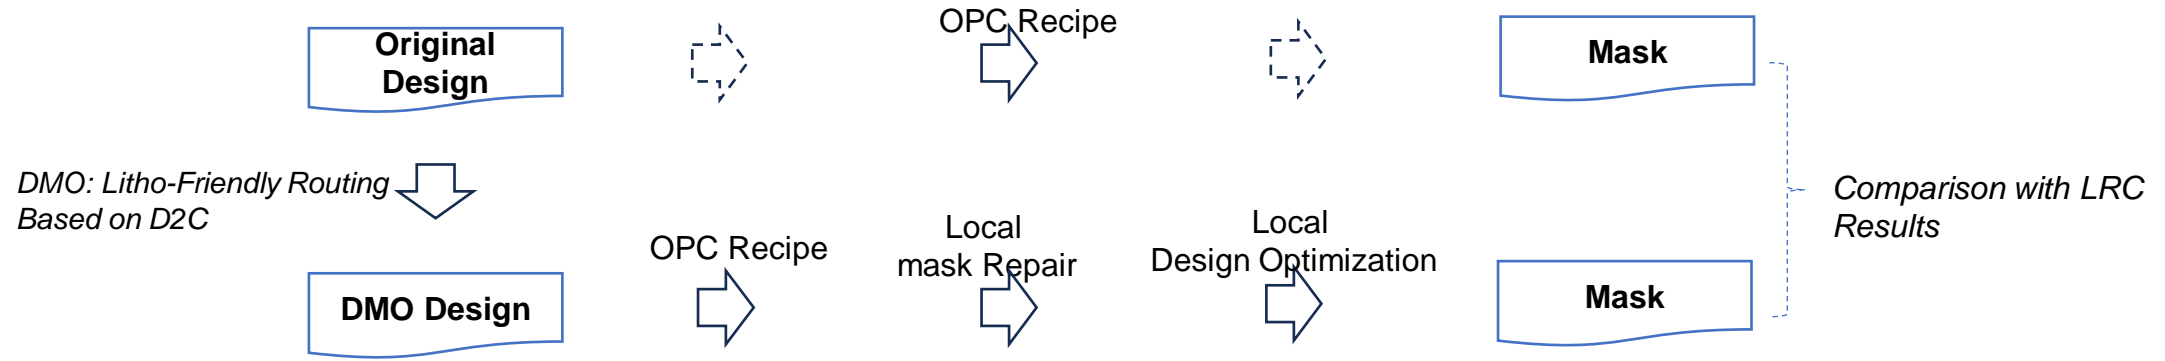 OPC Recipe
Original
Design
Mask
DMO: Litho-Friendly Routing
Based on D2C
Comparison with LRC
Results
OPC Recipe
Local
mask Repair
Local
Design Optimization
DMO Design
Mask